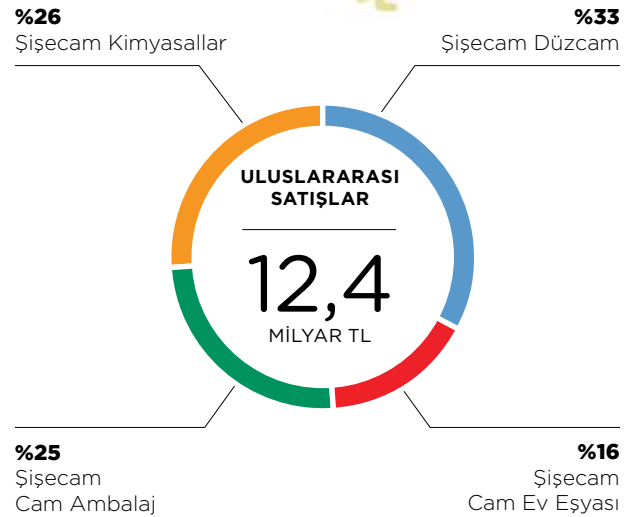 %26
Şişecam Kimyasallar
%33
Şişecam Düzcam
ULUSLARARASI
SATIŞLAR
12,4
MİLYAR TL
%25
Şişecam
Cam Ambalaj
%16
Şişecam
Cam Ev Eşyası